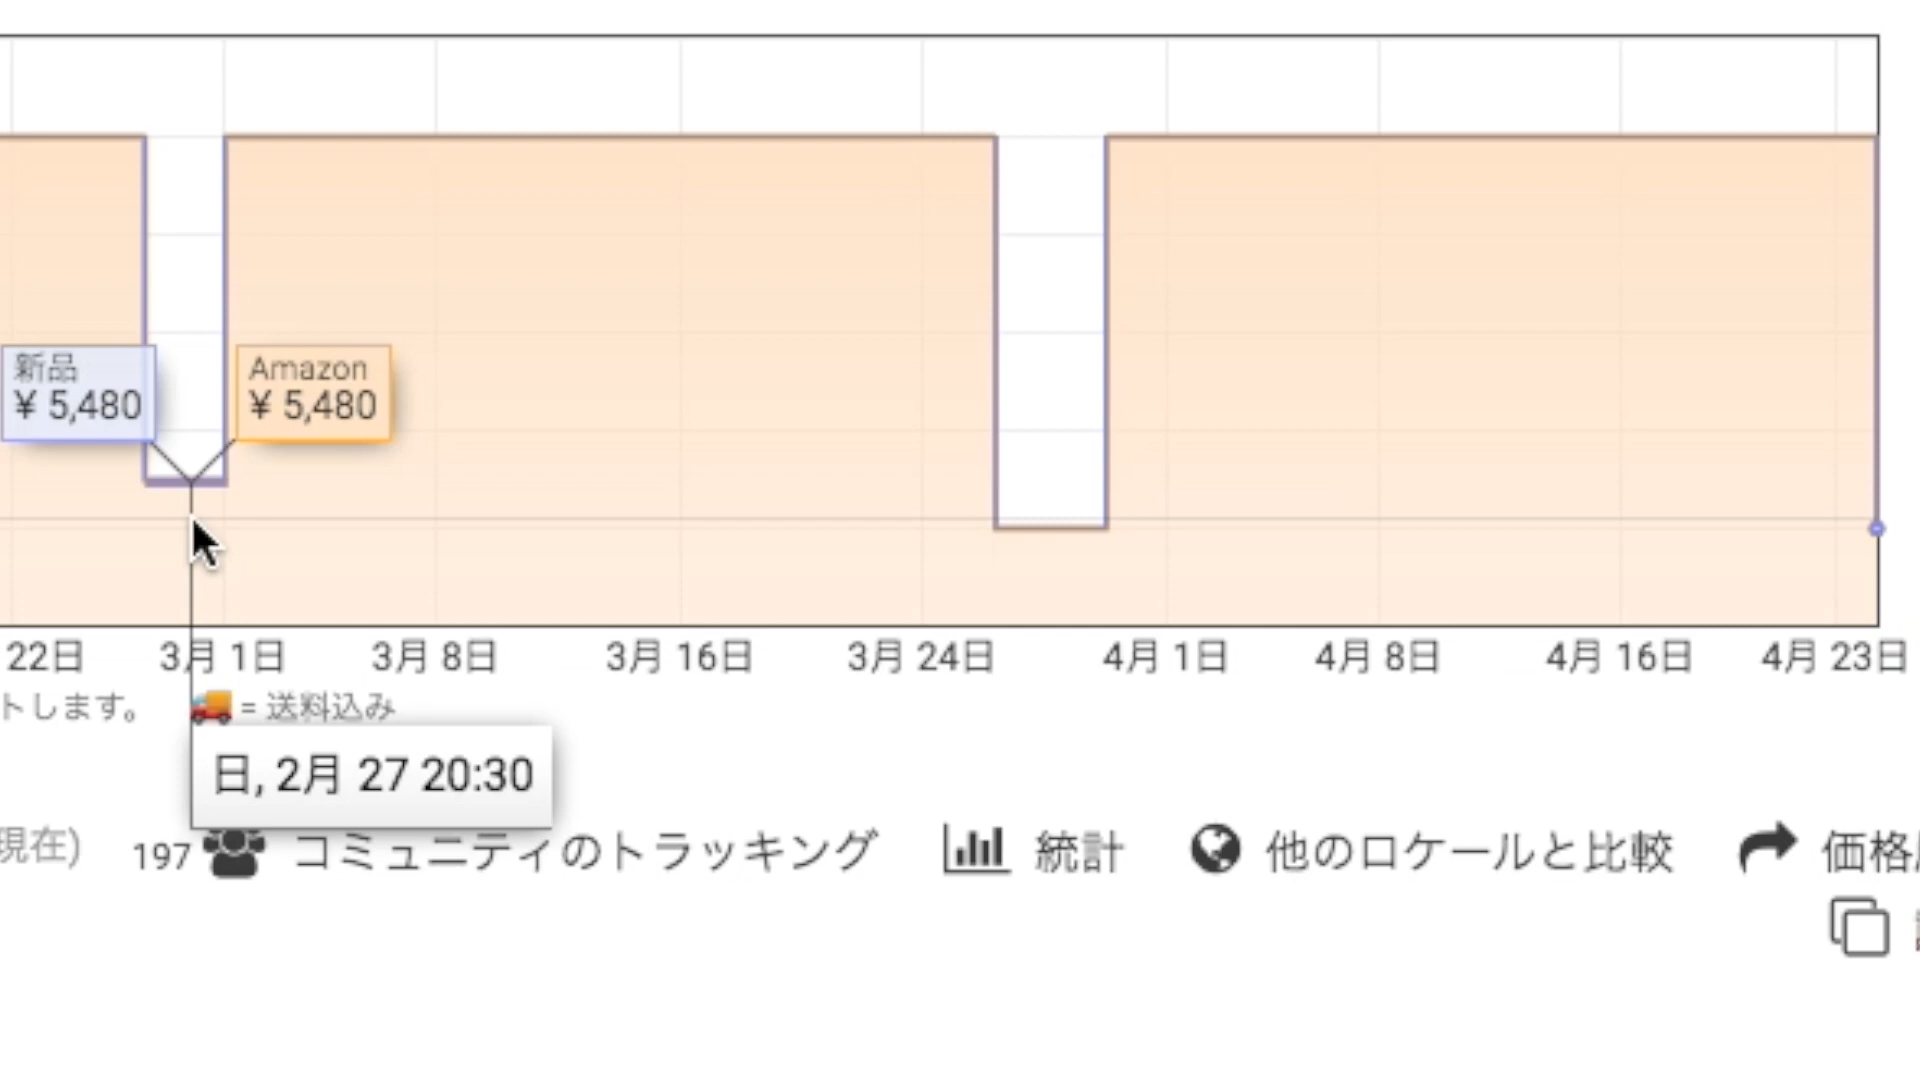 新品
¥ 5,480
Amazon
¥ 5,480
22日
3月 1日
3月 8日
3月 16日
3月 24日
4月 1日
4月 8日
4月 16日
4月 23日
トします。
= 送料込み
日, 2月 27 20:30
現在)
197
コミュニティのトラッキング
統計
他のロケールと比較
価格